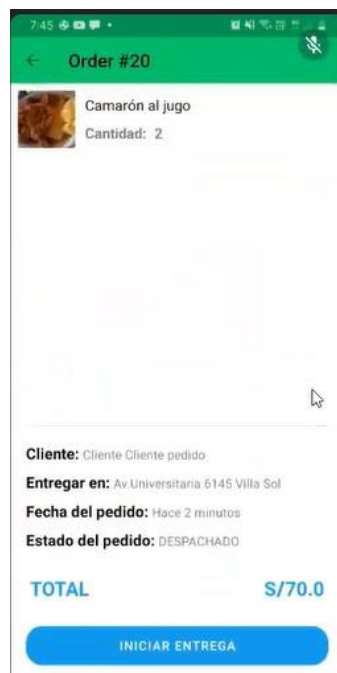 7:45
Order #20
Camarón al jugo
Cantidad: 2
Cliente: Cliente Cliente pedido
Entregar en: Av Universitaria 6145 Villa Sol
Fecha del pedido: Hace 2 minutos
Estado del pedido: DESPACHADO
TOTAL S/70.0
INICIAR ENTREGA